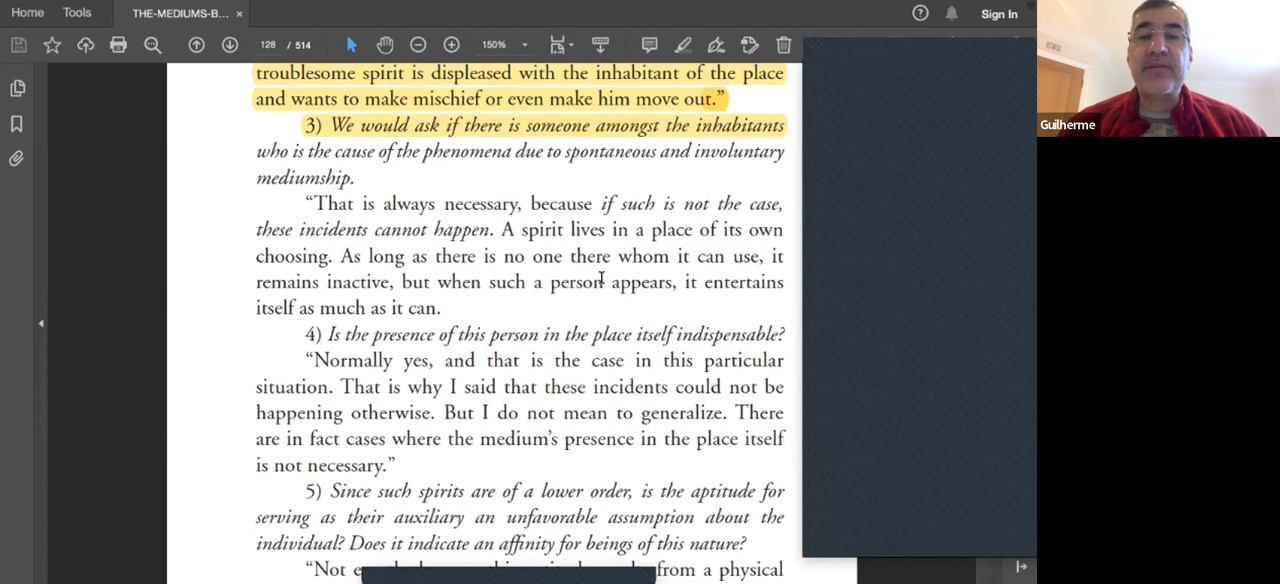 Home Tools THE-MEDIUMS-B... × Sign In
128 / 514 150%
troublesome spirit is displeased with the inhabitant of the place
and wants to make mischief or even make him move out.”
3) We would ask if there is someone amongst the inhabitants
who is the cause of the phenomena due to spontaneous and involuntary
mediumship.
“That is always necessary, because if such is not the case,
these incidents cannot happen. A spirit lives in a place of its own
choosing. As long as there is no one there whom it can use, it
remains inactive, but when such a person appears, it entertains
itself as much as it can.
4) Is the presence of this person in the place itself indispensable?
“Normally yes, and that is the case in this particular
situation. That is why I said that these incidents could not be
happening otherwise. But I do not mean to generalize. There
are in fact cases where the medium’s presence in the place itself
is not necessary.”
5) Since such spirits are of a lower order, is the aptitude for
serving as their auxiliary an unfavorable assumption about the
individual? Does it indicate an affinity for beings of this nature?
“Not from a physical
Guilherme